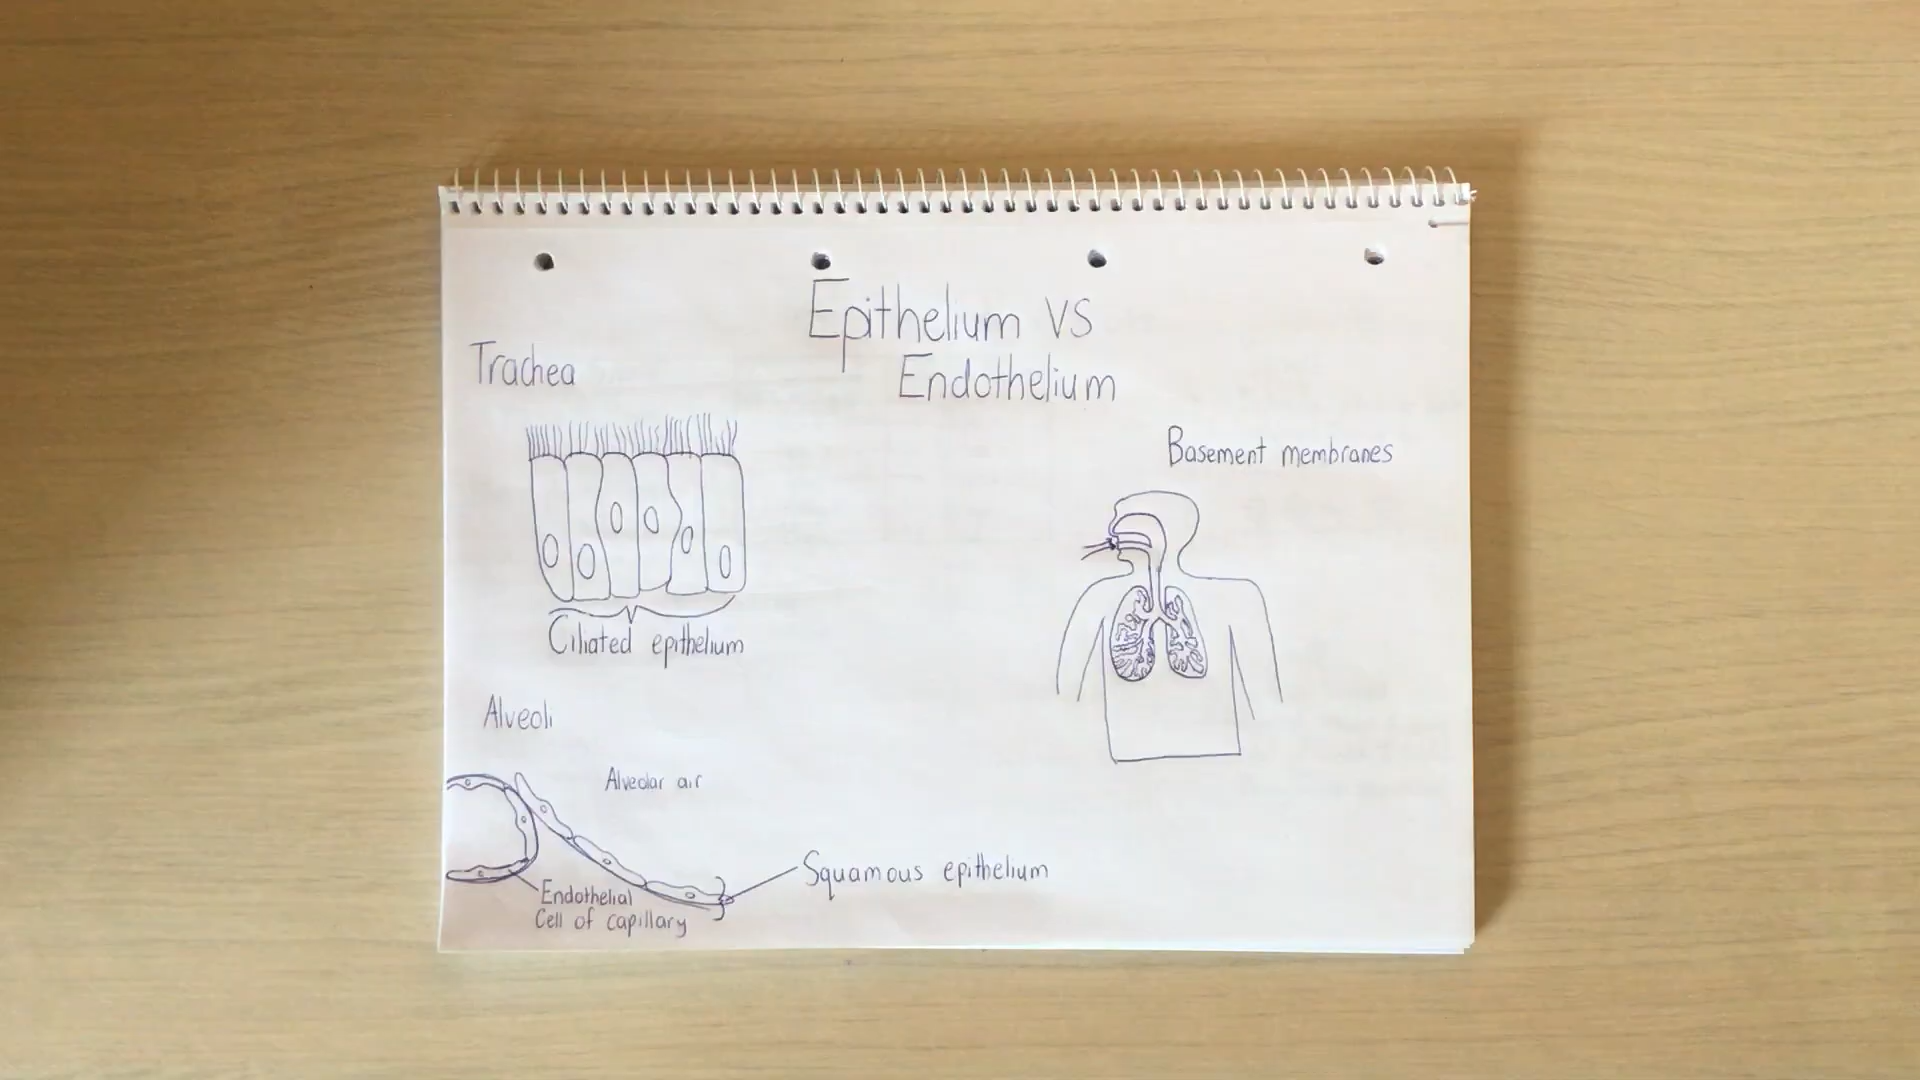 Epithelium vs
Endothelium
Trachea
Basement membranes
Ciliated epithelium
Alveoli
Alveolar air
Squamous epithelium
Endothelial
Cell of capillary